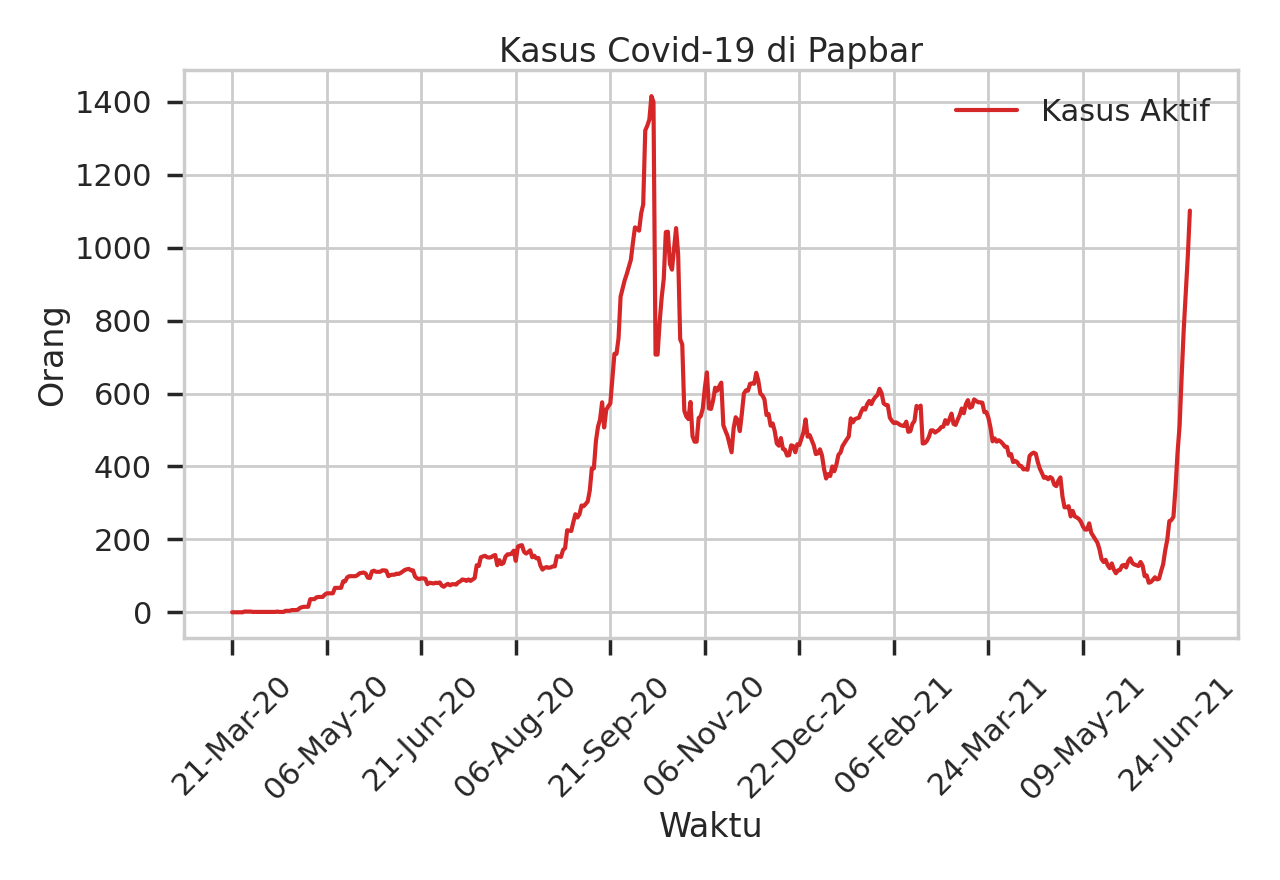 Kasus Covid-19 di Papbar
Kasus Aktif
1400
1200
1000
800
600
400
200
0
Orang
21-Mar-20
06-May-20
21-Jun-20
06-Aug-20
21-Sep-20
06-Nov-20
22-Dec-20
06-Feb-21
24-Mar-21
09-May-21
24-Jun-21
Waktu